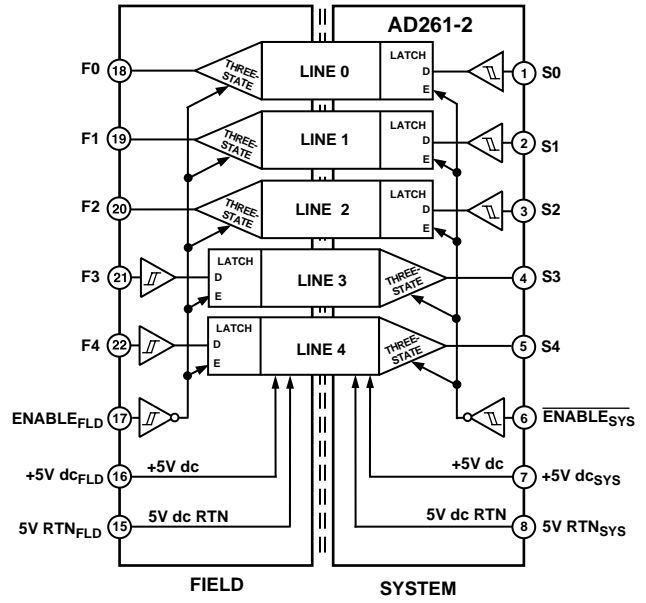 AD261-2
F0 18 THREE-STATE LINE 0 LATCH D E 1 S0
F1 19 THREE-STATE LINE 1 LATCH D E 2 S1
F2 20 THREE-STATE LINE 2 LATCH D E 3 S2
F3 21 LATCH D E LINE 3 THREE-STATE 4 S3
F4 22 LATCH D E LINE 4 THREE-STATE 5 S4
ENABLEFLD 17 6 ENABLESYS
+5V dcFLD 16 +5V dc +5V dc 7 +5V dcSYS
5V RTNFLD 15 5V dc RTN 5V dc RTN 8 5V RTNSYS
FIELD SYSTEM